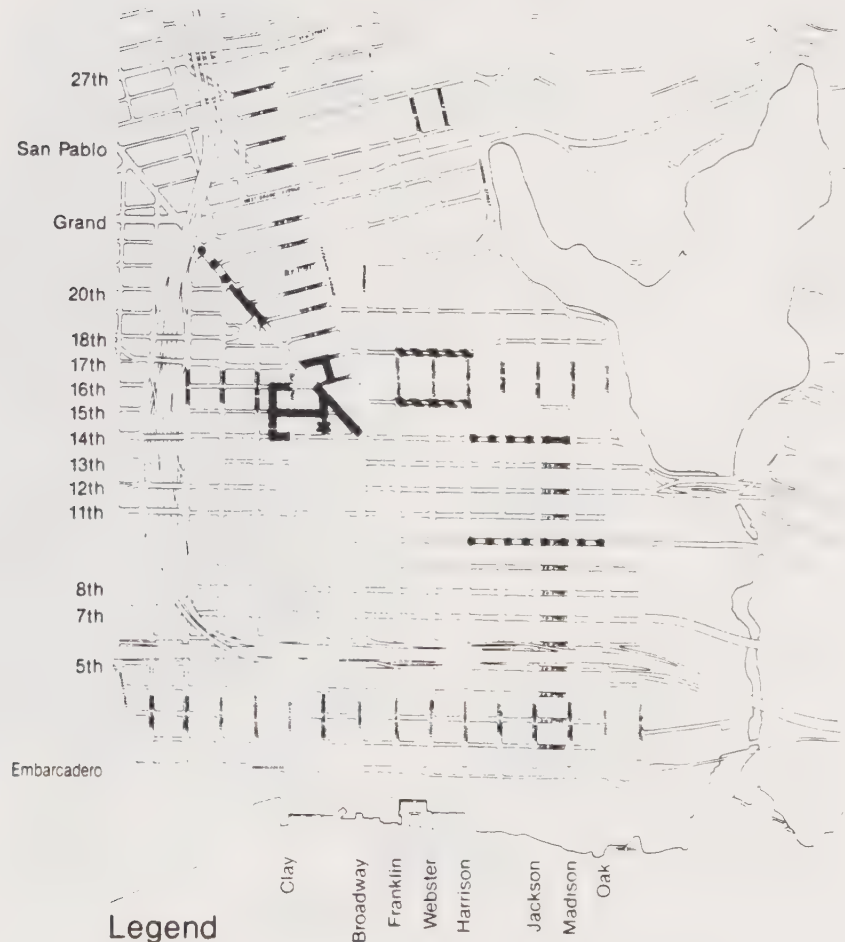 27th
San Pablo
Grand
20th
18th
17th
16th
15th
14th
13th
12th
11th
8th
7th
5th
Embarcadero
Clay
Broadway
Franklin
Webster
Harrison
Jackson
Madison
Oak
Legend